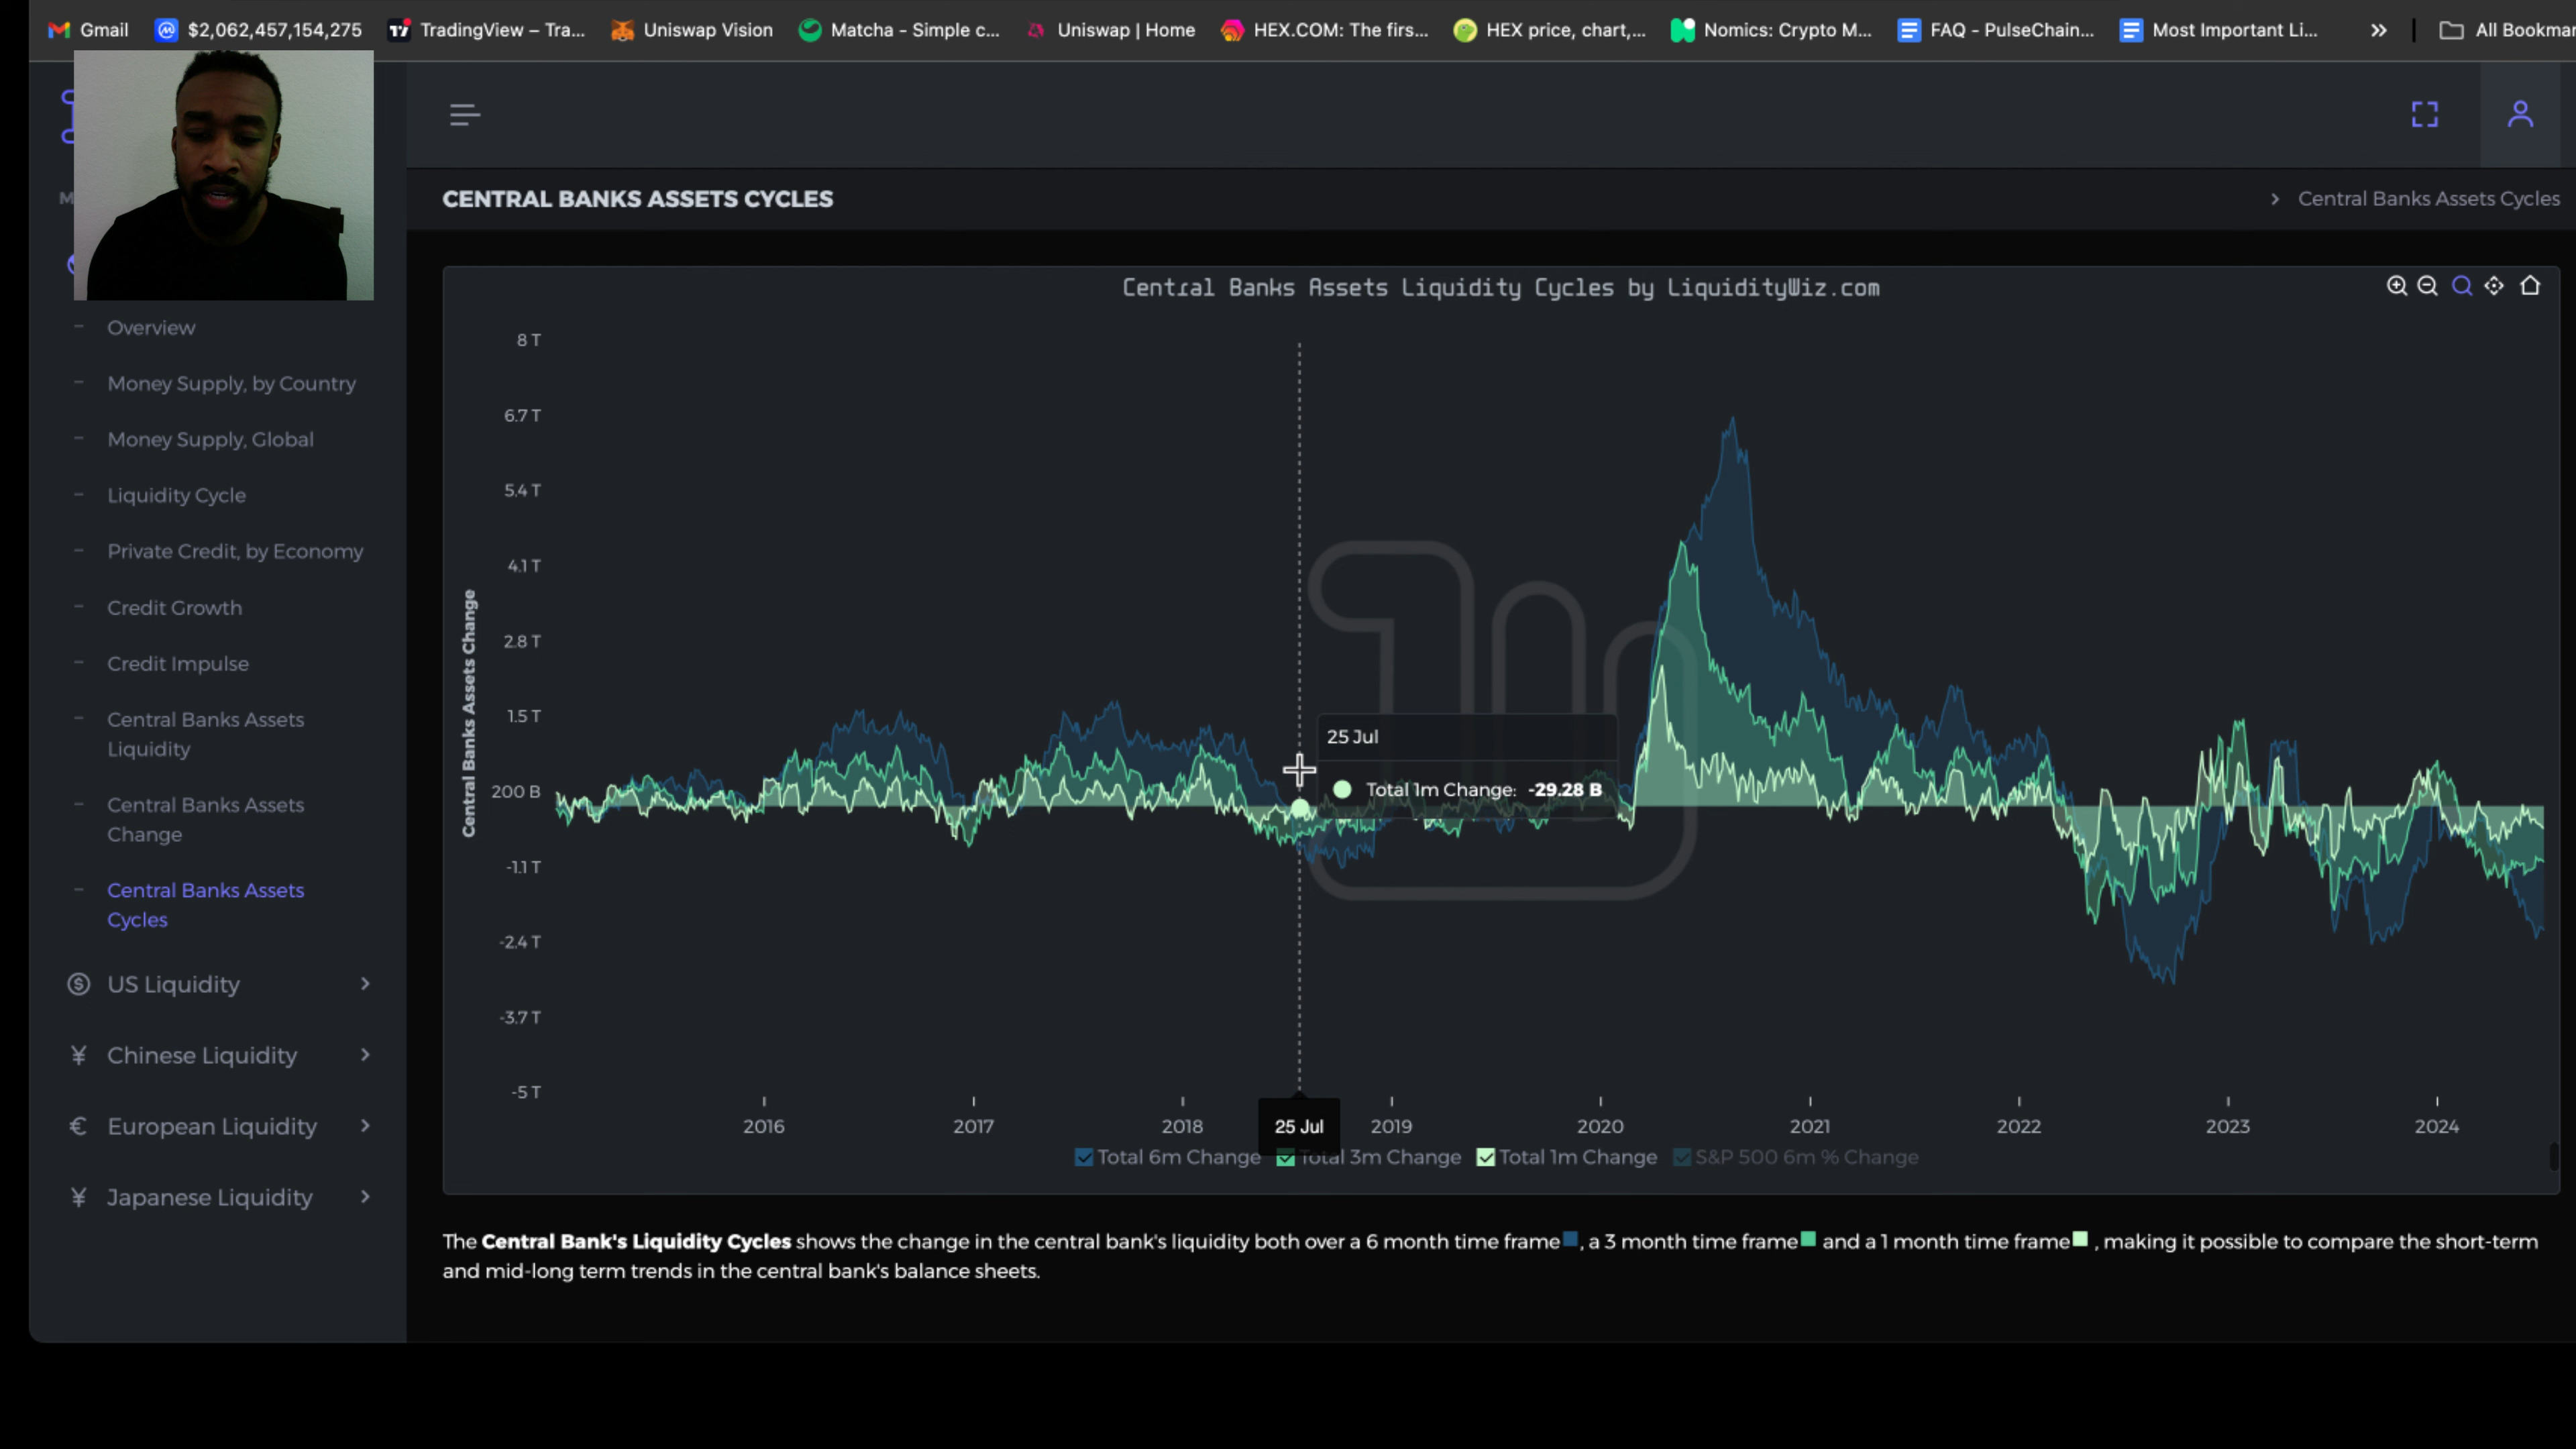 Gmail
$2,062,457,154,275
TradingView – Tra...
Uniswap Vision
Matcha - Simple c...
Uniswap | Home
HEX.COM: The firs...
HEX price, chart,...
Nomics: Crypto M...
FAQ - PulseChain...
Most Important Li...
All Bookmar
CENTRAL BANKS ASSETS CYCLES
Central Banks Assets Cycles
Overview
Money Supply, by Country
Money Supply, Global
Liquidity Cycle
Private Credit, by Economy
Credit Growth
Credit Impulse
Central Banks Assets
Liquidity
Central Banks Assets
Change
Central Banks Assets
Cycles
US Liquidity
Chinese Liquidity
European Liquidity
Japanese Liquidity
Central Banks Assets Liquidity Cycles by LiquidityWiz.com
Central Banks Assets Change
8 T
6.7 T
5.4 T
4.1 T
2.8 T
1.5 T
200 B
-1.1 T
-2.4 T
-3.7 T
-5 T
25 Jul
Total 1m Change: -29.28 B
2016 2017 2018 25 Jul 2019 2020 2021 2022 2023 2024
Total 6m Change Total 3m Change Total 1m Change S&P 500 6m % Change
The Central Bank's Liquidity Cycles shows the change in the central bank's liquidity both over a 6 month time frame, a 3 month time frame and a 1 month time frame, making it possible to compare the short-term
and mid-long term trends in the central bank's balance sheets.